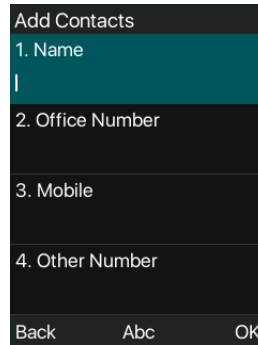 Add Contacts
1. Name
2. Office Number
3. Mobile
4. Other Number
Back Abc OK